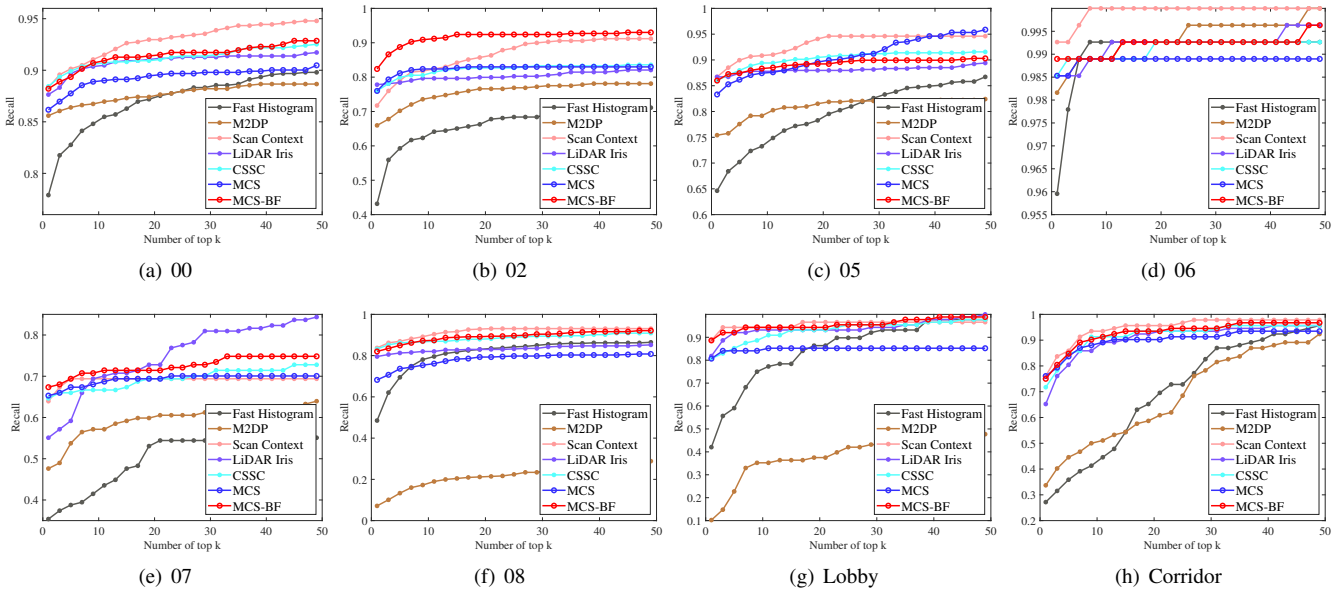 0.95
0.9
0.85
0.8
Recall
0 10 20 30 40 50
Number of top k
Fast Histogram
M2DP
Scan Context
LiDAR Iris
CSSC
MCS
MCS-BF
(a) 00
1
0.9
0.8
0.7
0.6
0.5
0.4
Recall
0 10 20 30 40 50
Number of top k
Fast Histogram
M2DP
Scan Context
LiDAR Iris
CSSC
MCS
MCS-BF
(b) 02
1
0.95
0.9
0.85
0.8
0.75
0.7
0.65
0.6
Recall
0 10 20 30 40 50
Number of top k
Fast Histogram
M2DP
Scan Context
LiDAR Iris
CSSC
MCS
MCS-BF
(c) 05
0.995
0.99
0.985
0.98
0.975
0.97
0.965
0.96
0.955
Recall
0 10 20 30 40 50
Number of top k
Fast Histogram
M2DP
Scan Context
LiDAR Iris
CSSC
MCS
MCS-BF
(d) 06
0.8
0.7
0.6
0.5
0.4
Recall
0 10 20 30 40 50
Number of top k
Fast Histogram
M2DP
Scan Context
LiDAR Iris
CSSC
MCS
MCS-BF
(e) 07
1
0.8
0.6
0.4
0.2
0
Recall
0 10 20 30 40 50
Number of top k
Fast Histogram
M2DP
Scan Context
LiDAR Iris
CSSC
MCS
MCS-BF
(f) 08
1
0.9
0.8
0.7
0.6
0.5
0.4
0.3
0.2
0.1
Recall
0 10 20 30 40 50
Number of top k
Fast Histogram
M2DP
Scan Context
LiDAR Iris
CSSC
MCS
MCS-BF
(g) Lobby
1
0.9
0.8
0.7
0.6
0.5
0.4
0.3
0.2
Recall
0 10 20 30 40 50
Number of top k
Fast Histogram
M2DP
Scan Context
LiDAR Iris
CSSC
MCS
MCS-BF
(h) Corridor